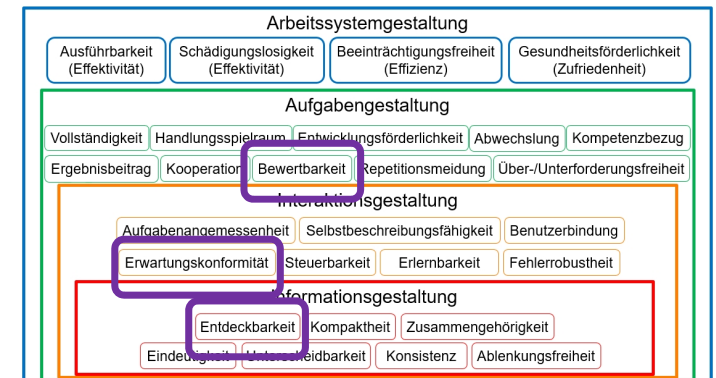 Arbeitssystemgestaltung
Ausführbarkeit Schädigungslosigkeit Beeinträchtigungsfreiheit Gesundheitsförderlichkeit
(Effektivität) (Effektivität) (Effizienz) (Zufriedenheit)
Aufgabengestaltung
Vollständigkeit Handlungsspielraum Entwicklungsförderlichkeit Abwechslung Kompetenzbezug
Ergebnisbeitrag Kooperation Bewertbarkeit Repetitionsmeidung Über-/Unterforderungsfreiheit
Interaktionsgestaltung
Aufgabenangemessenheit Selbstbeschreibungsfähigkeit Benutzerbindung
Erwartungskonformität Steuerbarkeit Erlernbarkeit Fehlerrobustheit
Informationsgestaltung
Entdeckbarkeit Kompaktheit Zusammengehörigkeit
Eindeutigkeit Unterscheidbarkeit Konsistenz Ablenkungsfreiheit